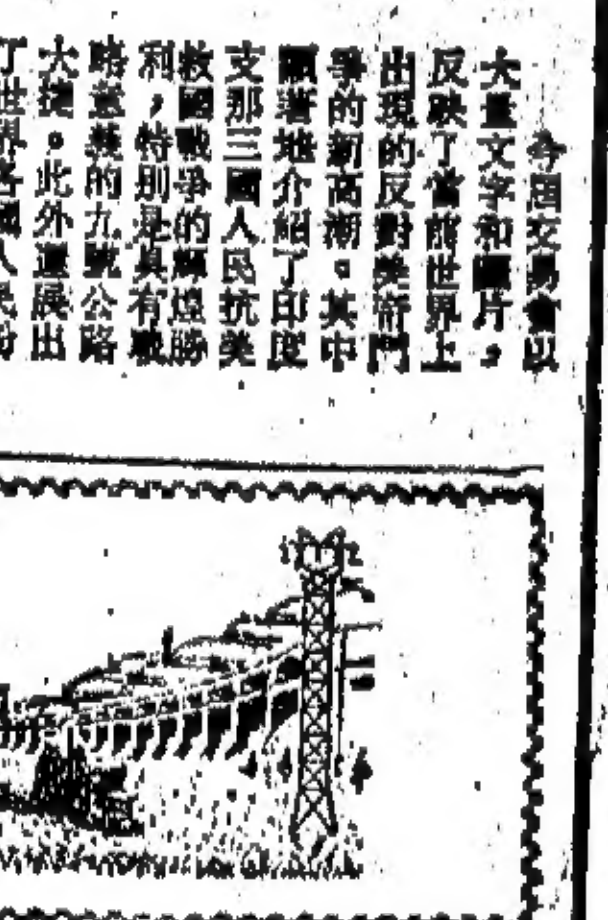 今屆交易會以
大量文字和圖片，
反映了當前世界上
出現的反對美帝鬥
爭的新高潮。其中
顯著地介紹了印度
支那三國人民抗美
救國戰爭的輝煌勝
利，特別是具有戰
略意義的九號公路
大捷。此外還展出
了世界各國人民